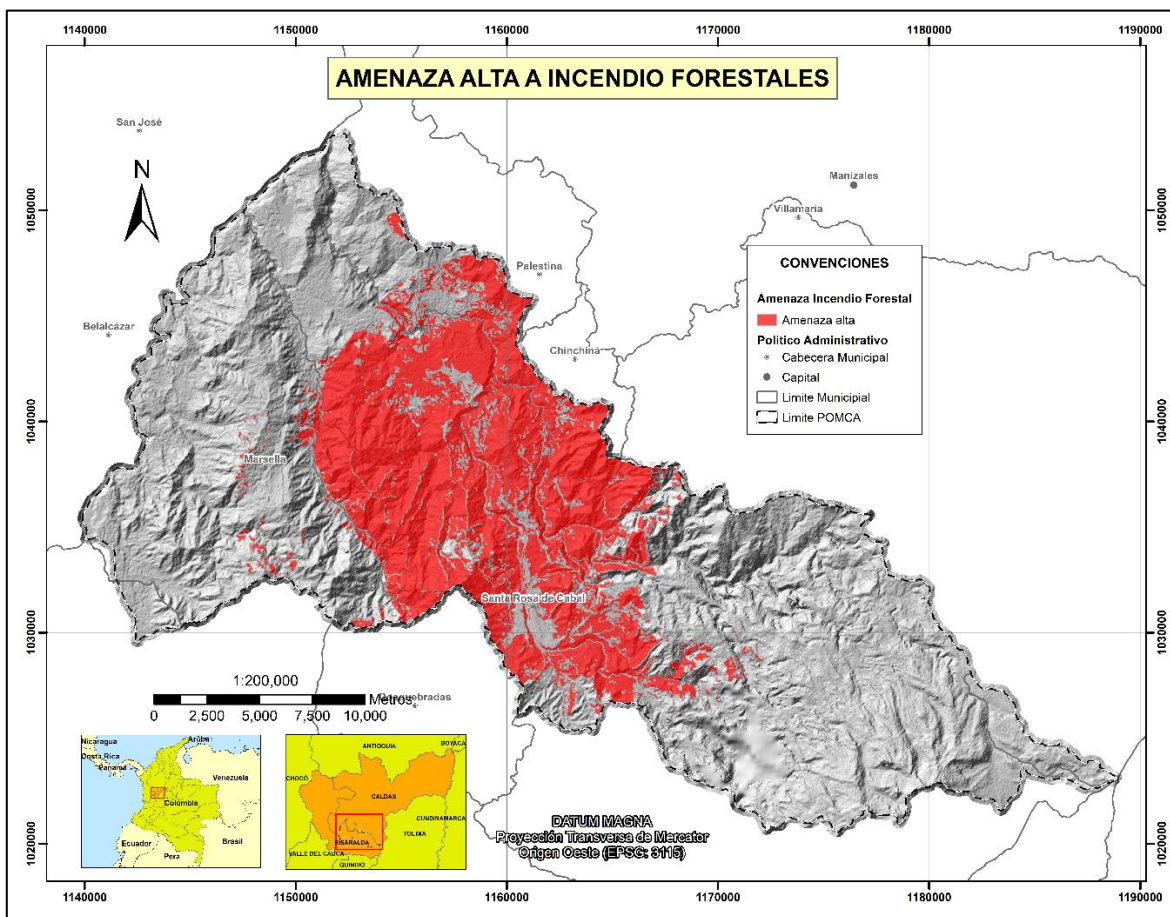 1140000 1150000 1160000 1170000 1180000 1190000
AMENAZA ALTA A INCENDIO FORESTALES
San José
N
Manizales
1050000
1050000
Villamaría
Palestina
CONVENCIONES
Amenaza Incendio Forestal
Amenaza alta
Político Administrativo
Cabecera Municipal
Capital
Limite Municipal
Limite POMCA
Belalcázar
Chinchiná
1040000
1040000
Marsella
Santa Rosa de Cabal
1030000
1030000
1:200,000
Metros
0 2,500 5,000 7,500 10,000
Nicaragua
Aruba
Costa Rica
Panamá
Venezuela
Colombia
Ecuador
Brasil
Peru
ANTIOQUIA
BOYACA
CHOCÓ
CALDAS
CUNDINAMARCA
TOLIMA
RISARALDA
VALLE DEL CAUCA
QUINDIO
DATUM MAGNA
Proyección Transversa de Mercator
Origen Oeste (EPSG: 3115)
1020000
1020000
1140000 1150000 1160000 1170000 1180000 1190000